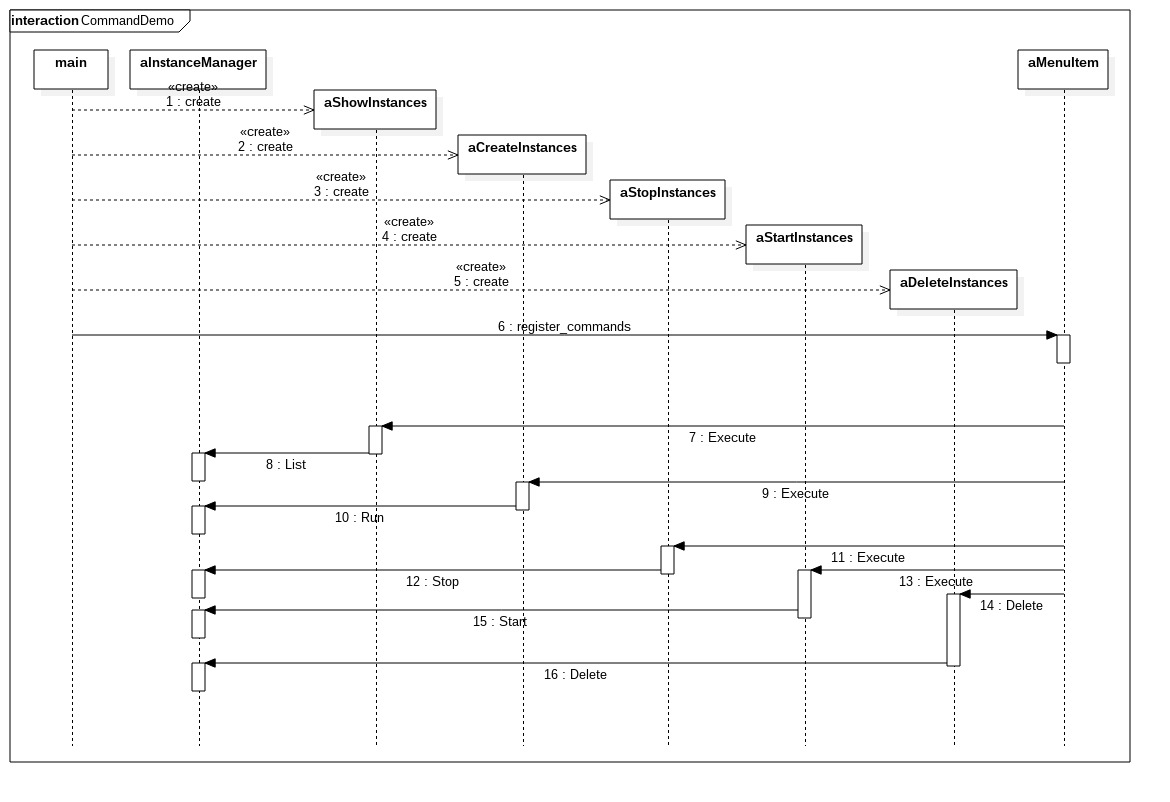 interaction CommandDemo
main
aInstanceManager
aMenuItem
«create»
1 : create
aShowInstances
«create»
2 : create
aCreateInstances
«create»
3 : create
aStopInstances
«create»
4 : create
aStartInstances
«create»
5 : create
aDeleteInstances
6 : register_commands
7 : Execute
8 : List
9 : Execute
10 : Run
11 : Execute
12 : Stop
13 : Execute
14 : Delete
15 : Start
16 : Delete